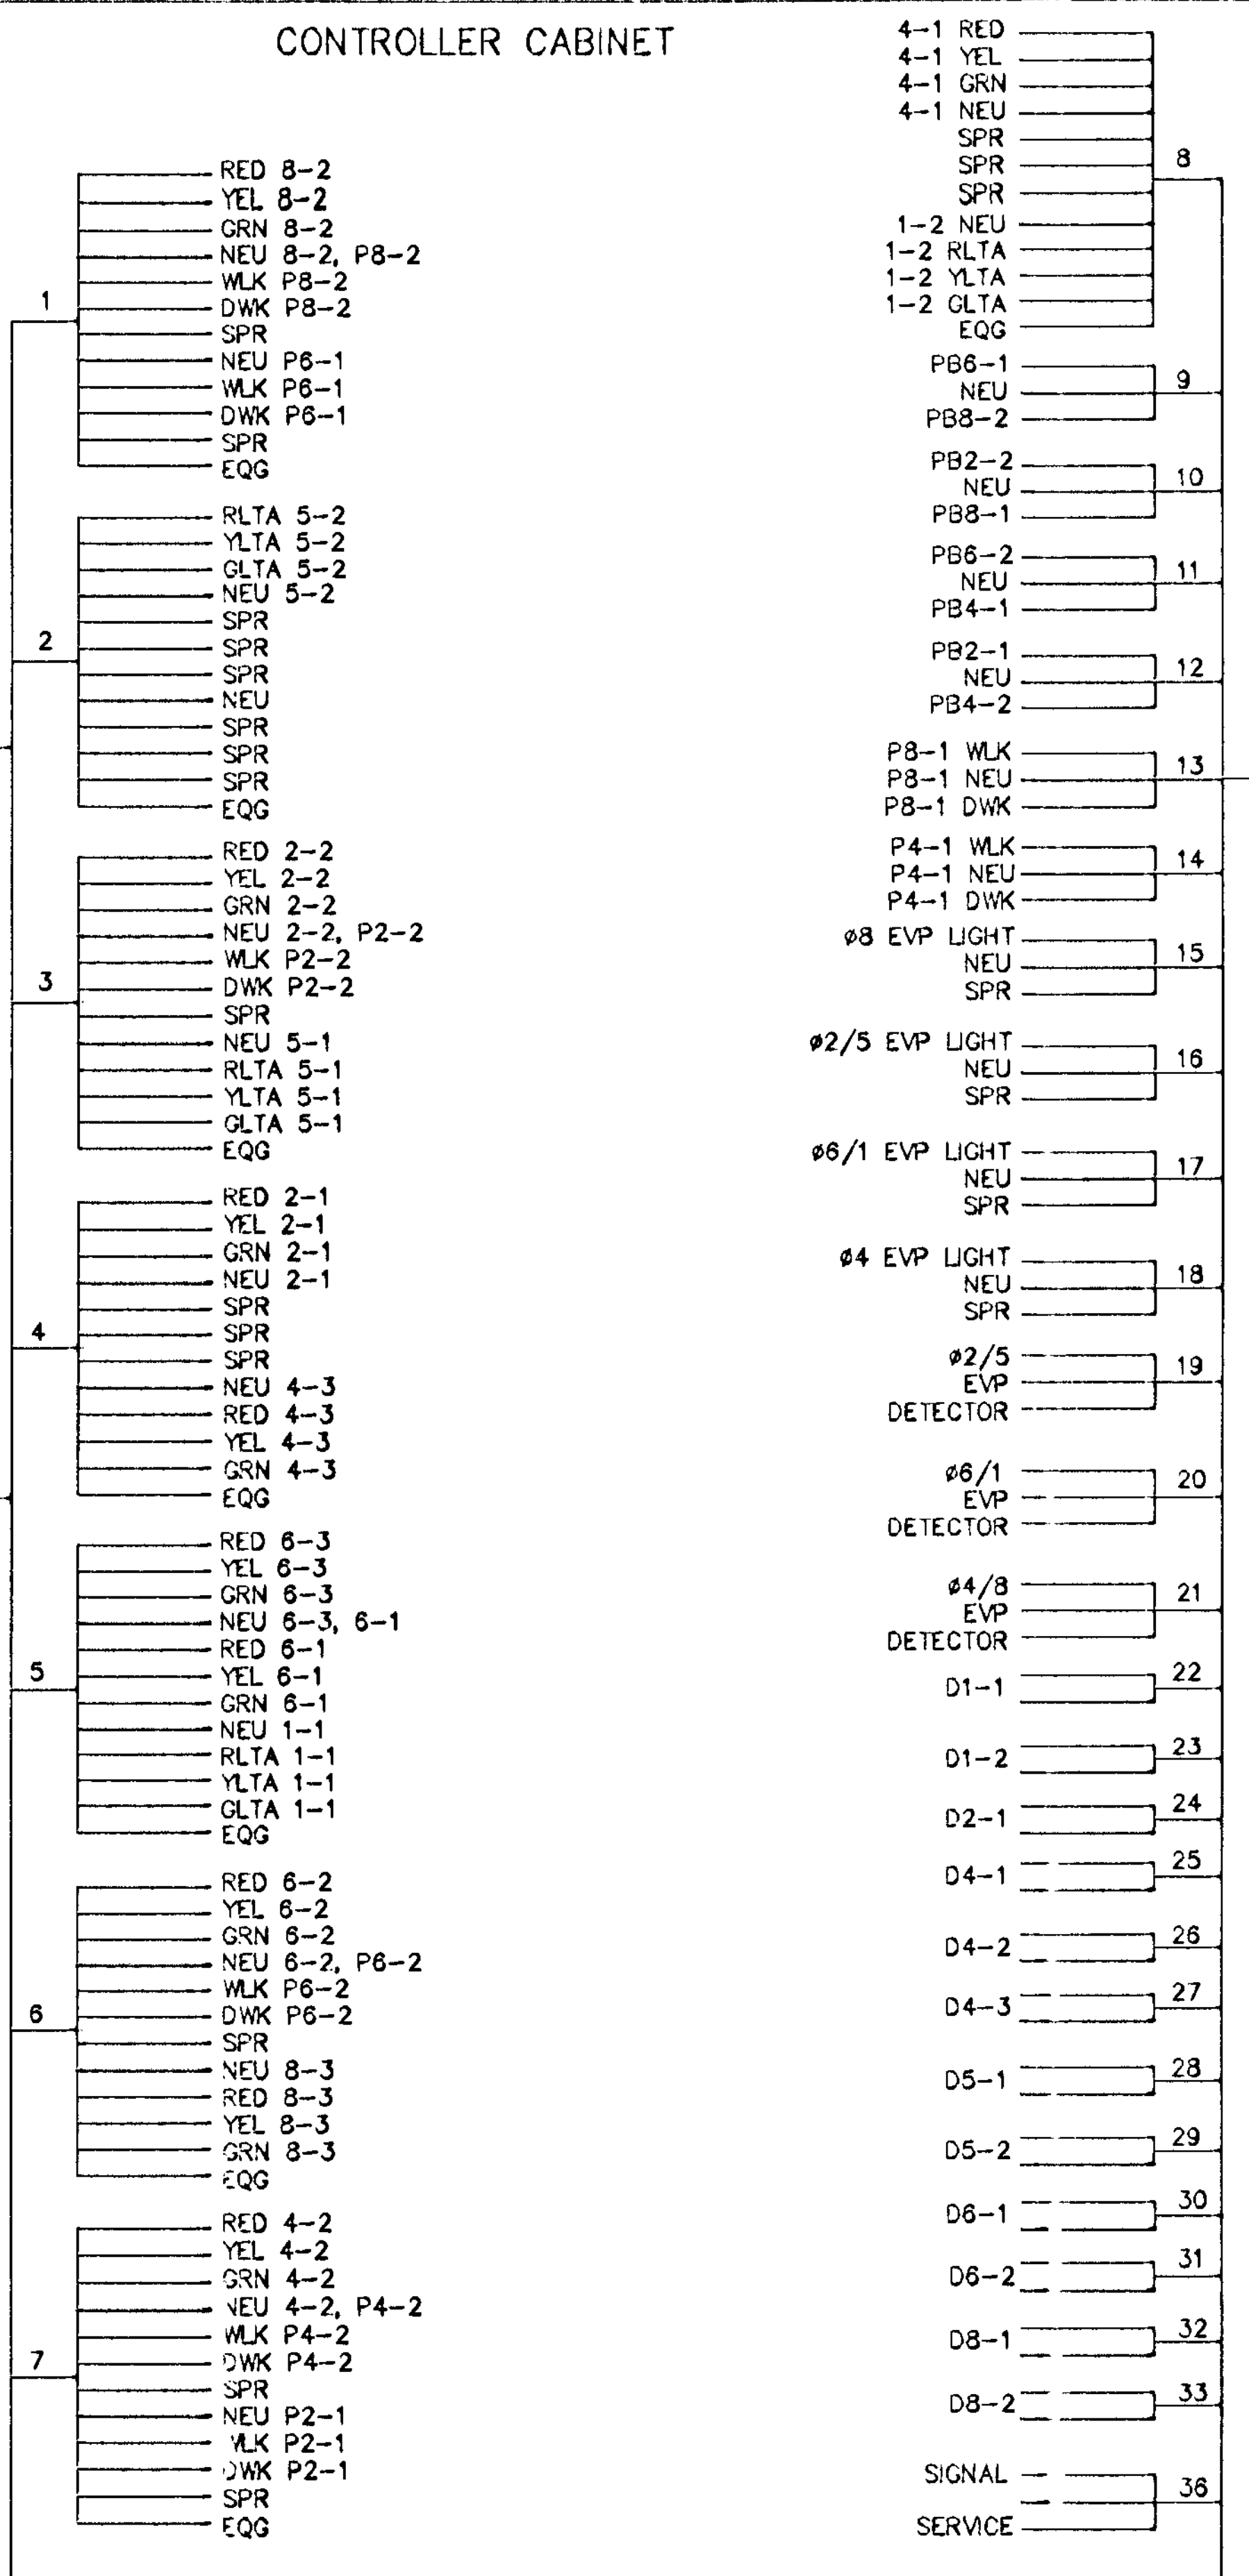 CONTROLLER CABINET
1
RED 8-2
YEL 8-2
GRN 8-2
NEU 8-2, P8-2
WLK P8-2
DWK P8-2
SPR
NEU P6-1
WLK P6-1
DWK P6-1
SPR
EQG
2
RLTA 5-2
YLTA 5-2
GLTA 5-2
NEU 5-2
SPR
SPR
SPR
NEU
SPR
SPR
SPR
EQG
3
RED 2-2
YEL 2-2
GRN 2-2
NEU 2-2, P2-2
WLK P2-2
DWK P2-2
SPR
NEU 5-1
RLTA 5-1
YLTA 5-1
GLTA 5-1
EQG
4
RED 2-1
YEL 2-1
GRN 2-1
NEU 2-1
SPR
SPR
SPR
NEU 4-3
RED 4-3
YEL 4-3
GRN 4-3
EQG
5
RED 6-3
YEL 6-3
GRN 6-3
NEU 6-3, 6-1
RED 6-1
YEL 6-1
GRN 6-1
NEU 1-1
RLTA 1-1
YLTA 1-1
GLTA 1-1
EQG
6
RED 6-2
YEL 6-2
GRN 6-2
NEU 6-2, P6-2
WLK P6-2
DWK P6-2
SPR
NEU 8-3
RED 8-3
YEL 8-3
GRN 8-3
EQG
7
RED 4-2
YEL 4-2
GRN 4-2
NEU 4-2, P4-2
WLK P4-2
DWK P4-2
SPR
NEU P2-1
WLK P2-1
DWK P2-1
SPR
EQG
4-1 RED
4-1 YEL
4-1 GRN
4-1 NEU
SPR
SPR
SPR
1-2 NEU
1-2 RLTA
1-2 YLTA
1-2 GLTA
EQG
8
PB6-1
NEU
PB8-2
9
PB2-2
NEU
PB8-1
10
PB6-2
NEU
PB4-1
11
PB2-1
NEU
PB4-2
12
P8-1 WLK
P8-1 NEU
P8-1 DWK
13
P4-1 WLK
P4-1 NEU
P4-1 DWK
14
ø8 EVP LIGHT
NEU
SPR
15
ø2/5 EVP LIGHT
NEU
SPR
16
ø6/1 EVP LIGHT
NEU
SPR
17
ø4 EVP LIGHT
NEU
SPR
18
ø2/5
EVP
DETECTOR
19
ø6/1
EVP
DETECTOR
20
ø4/8
EVP
DETECTOR
21
D1-1 22
D1-2 23
D2-1 24
D4-1 25
D4-2 26
D4-3 27
D5-1 28
D5-2 29
D6-1 30
D6-2 31
D8-1 32
D8-2 33
SIGNAL
SERVICE
36